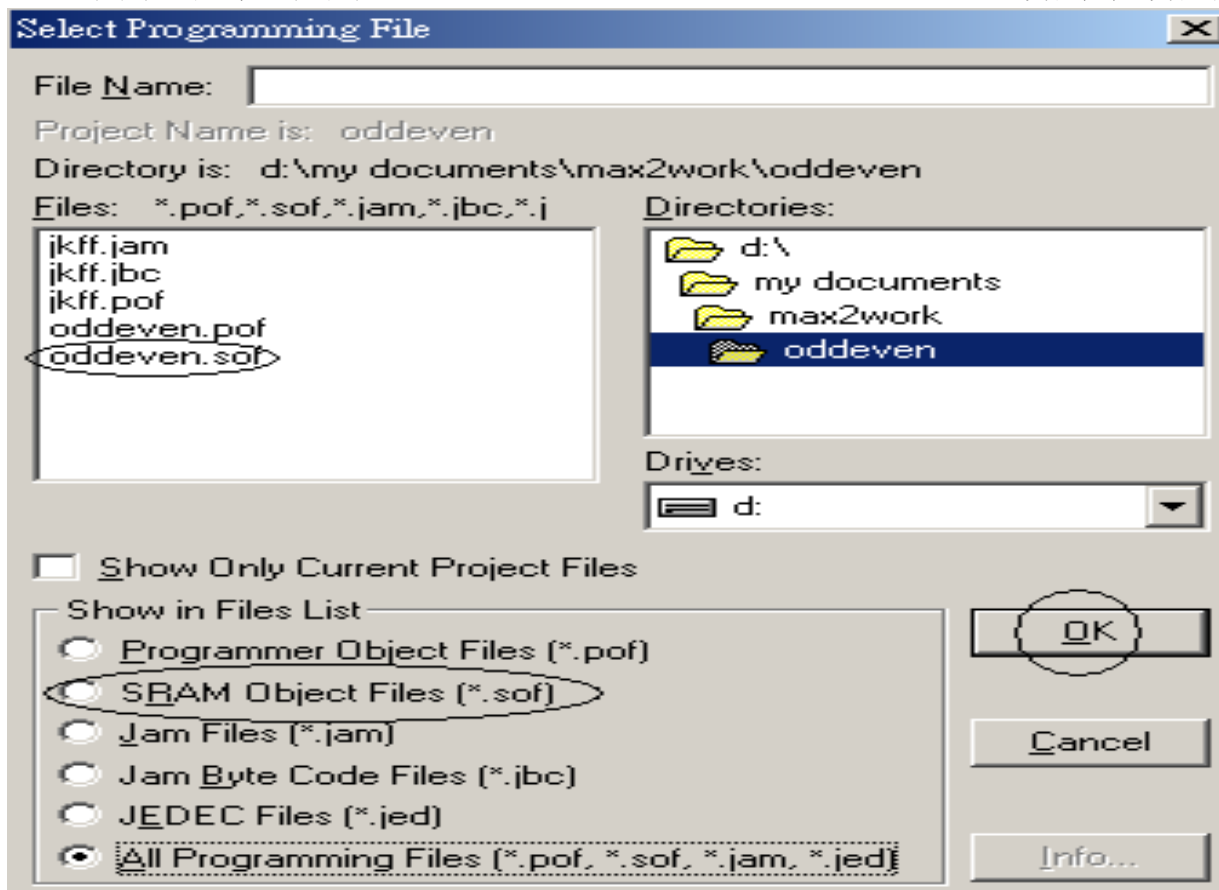 Select Programming File
File Name:
Project Name is: oddeven
Directory is: d:\my documents\max2work\oddeven
Files: *.pof,*.sof,*.jam,*.jbc,*.j
jkff.jam
jkff.jbc
jkff.pof
oddeven.pof
oddeven.sof
Directories:
d:\
my documents
max2work
oddeven
Drives:
d:
Show Only Current Project Files
Show in Files List
Programmer Object Files (*.pof)
SRAM Object Files (*.sof)
Jam Files (*.jam)
Jam Byte Code Files (*.jbc)
JEDEC Files (*.jed)
All Programming Files (*.pof, *.sof, *.jam, *.jed)
OK
Cancel
Info...